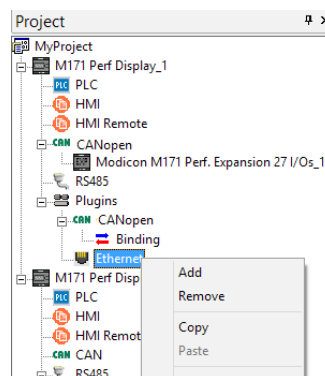 Project
MyProject
M171 Perf Display_1
PLC PLC
HMI
HMI Remote
CAN CANopen
Modicon M171 Perf. Expansion 27 I/Os_1
RS485
Plugins
CAN CANopen
Binding
Ethernet
Add
M171 Perf Disp
Remove
PLC PLC
HMI
Copy
HMI Remot
Paste
CAN CAN
RS485